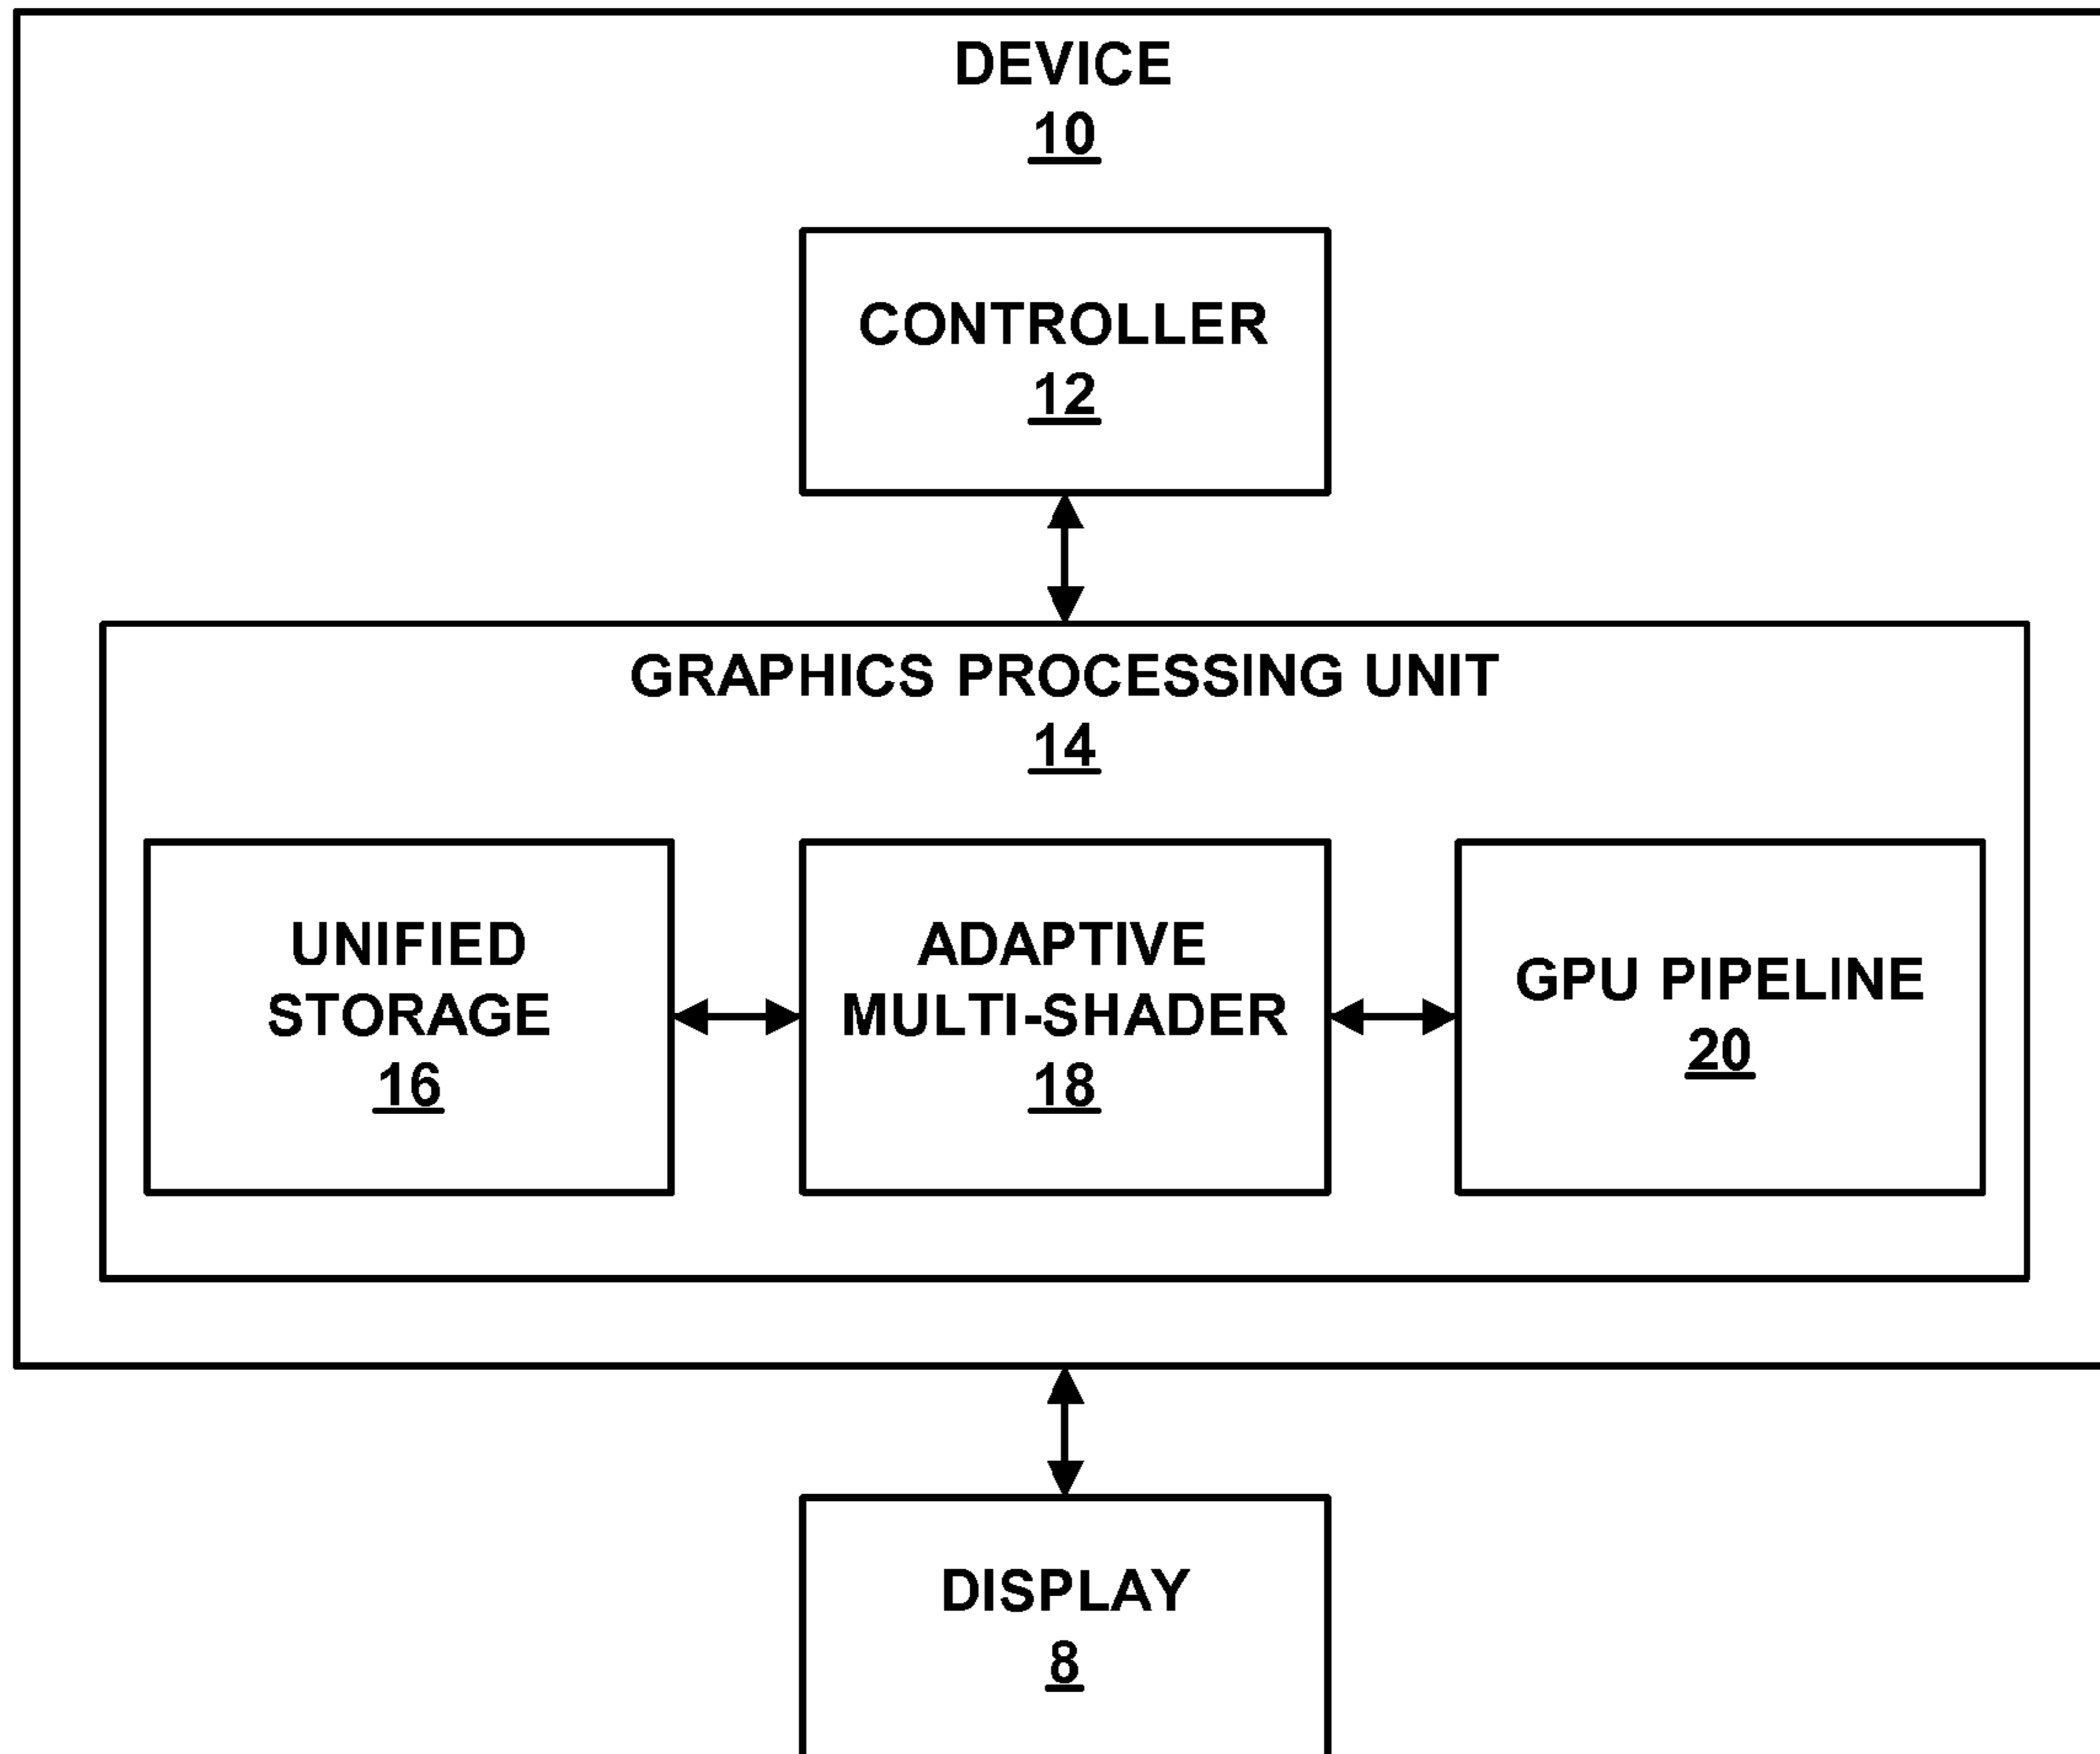 DEVICE
10
CONTROLLER
12
GRAPHICS PROCESSING UNIT
14
UNIFIED
STORAGE
16
ADAPTIVE
MULTI-SHADER
18
GPU PIPELINE
20
DISPLAY
8